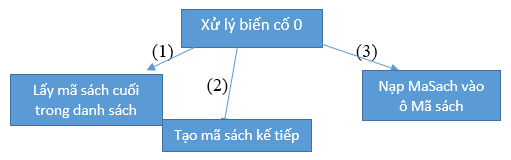 Xử lý biến cố 0
(1)
(2)
(3)
Lấy mã sách cuối
trong danh sách
Tạo mã sách kế tiếp
Nạp MaSach vào
ô Mã sách